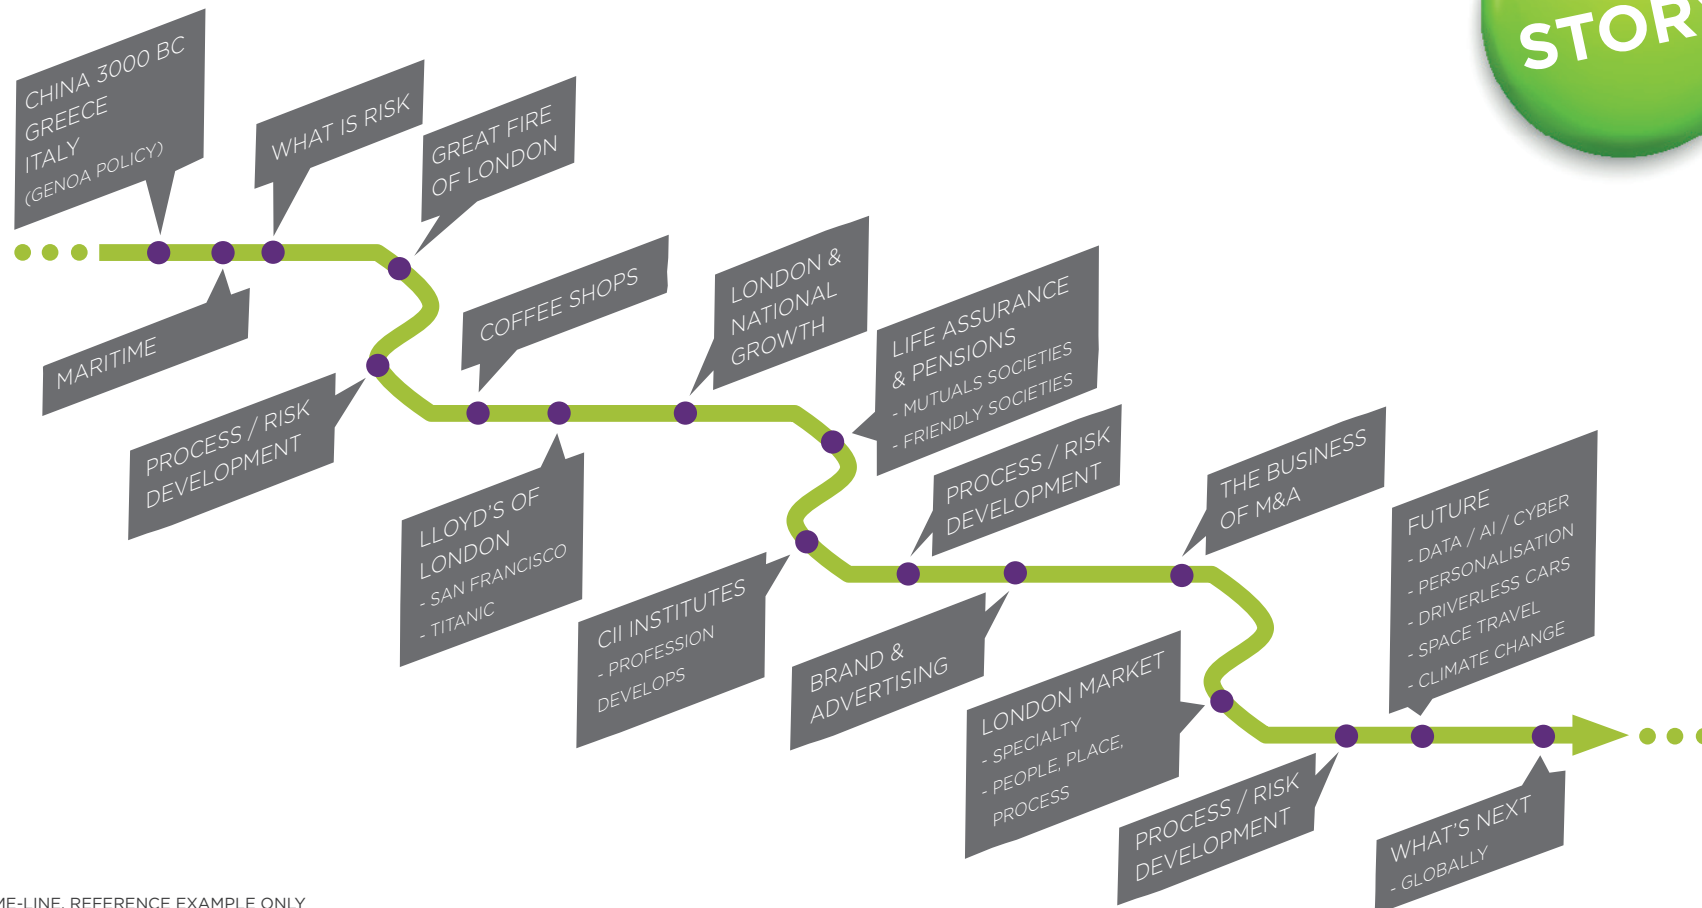 STOR
CHINA 3000 BC
GREECE
ITALY
(GENOA POLICY)
MARITIME
WHAT IS RISK
GREAT FIRE
OF LONDON
PROCESS / RISK
DEVELOPMENT
COFFEE SHOPS
LLOYD'S OF
LONDON
- SAN FRANCISCO
- TITANIC
LONDON &
NATIONAL
GROWTH
LIFE ASSURANCE
& PENSIONS
- MUTUALS SOCIETIES
- FRIENDLY SOCIETIES
CII INSTITUTES
- PROFESSION
DEVELOPS
PROCESS / RISK
DEVELOPMENT
BRAND &
ADVERTISING
THE BUSINESS
OF M&A
LONDON MARKET
- SPECIALTY
- PEOPLE, PLACE,
PROCESS
PROCESS / RISK
DEVELOPMENT
FUTURE
- DATA / AI / CYBER
- PERSONALISATION
- DRIVERLESS CARS
- SPACE TRAVEL
- CLIMATE CHANGE
WHAT'S NEXT
- GLOBALLY
ME-LINE. REFERENCE EXAMPLE ONLY